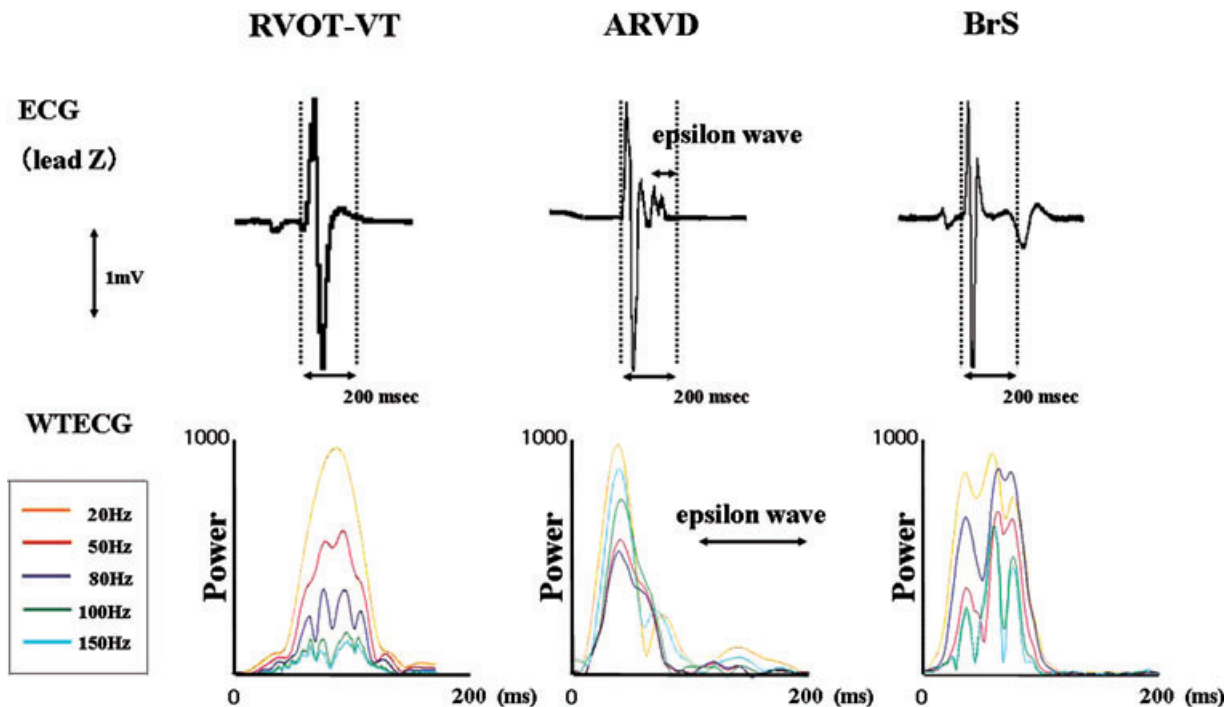 RVOT-VT ARVD BrS
ECG
(lead Z)
epsilon wave
1mV
200 msec 200 msec 200 msec
WTECG
1000 1000 1000
20Hz
50Hz
80Hz
100Hz
150Hz
Power Power Power
epsilon wave
0 200 (ms) 0 200 (ms) 0 200 (ms)